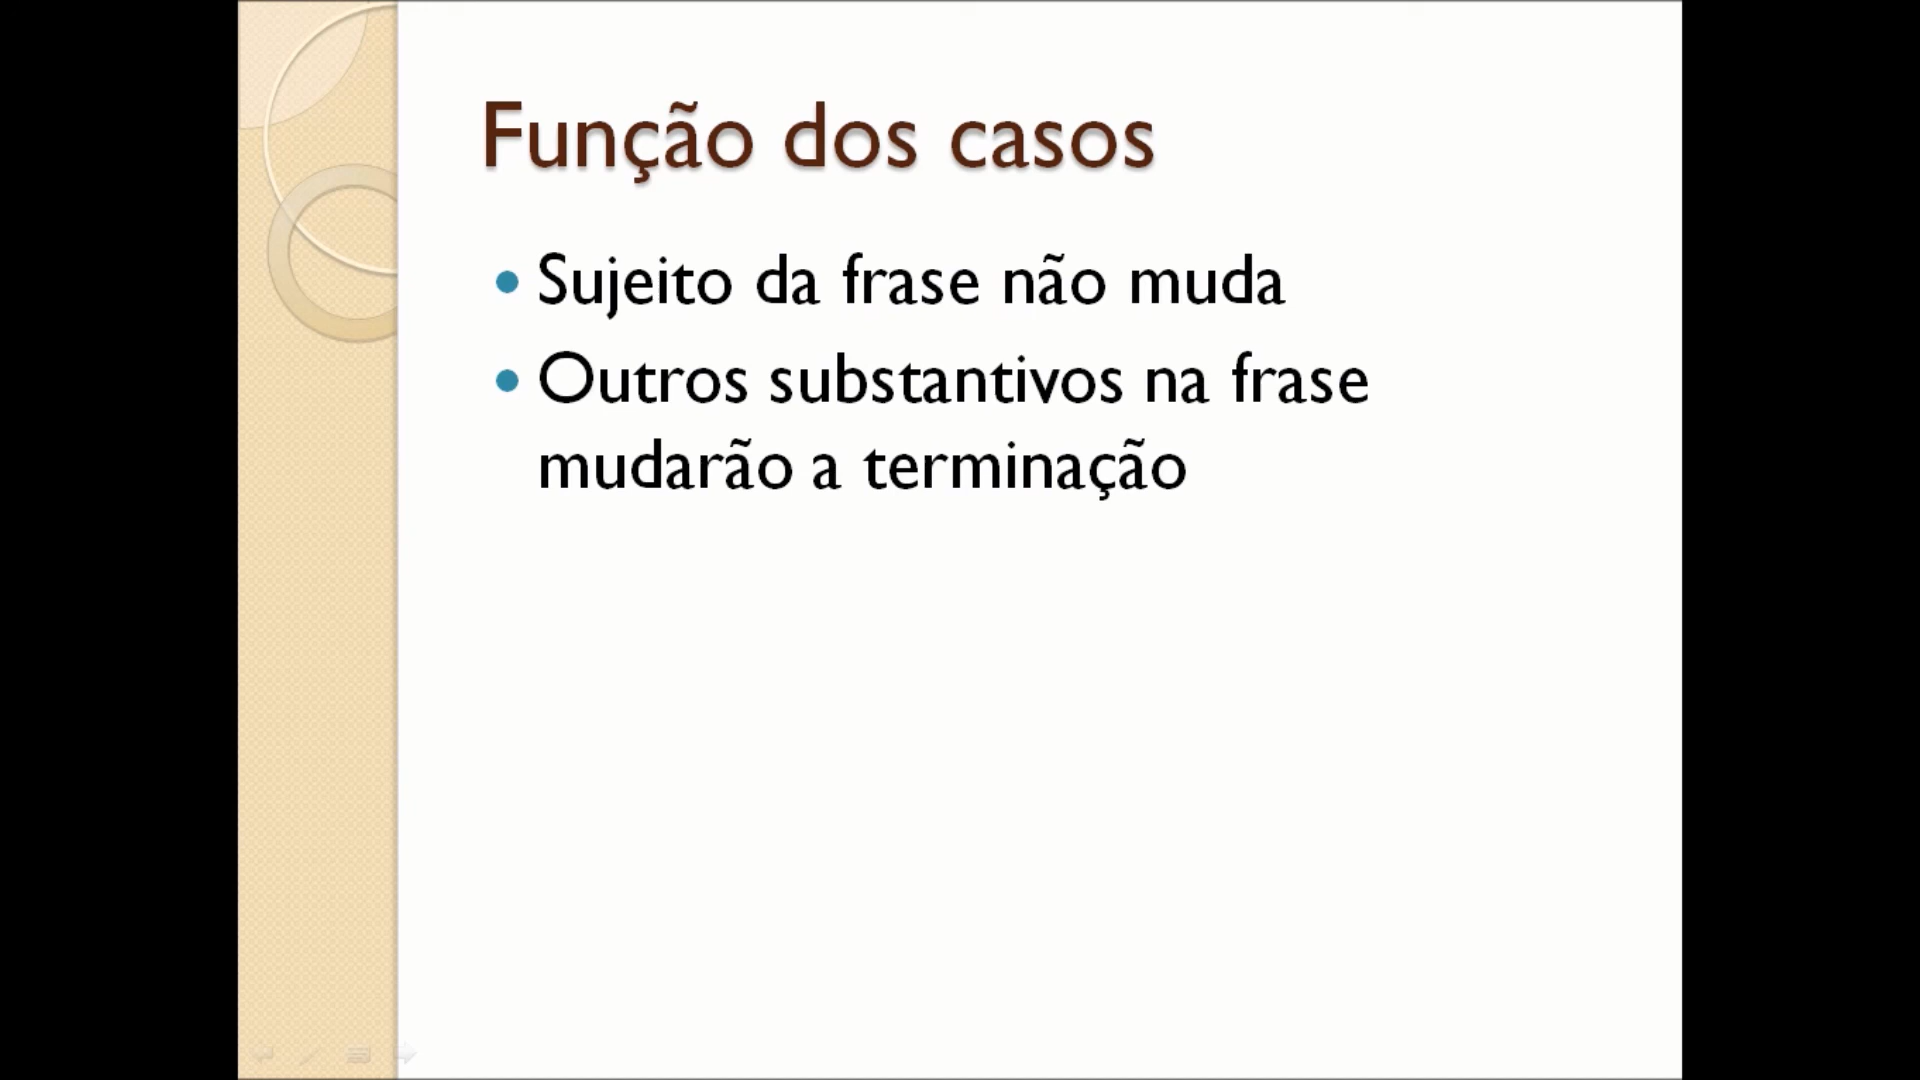 Função dos casos
Sujeito da frase não muda
Outros substantivos na frase
mudarão a terminação